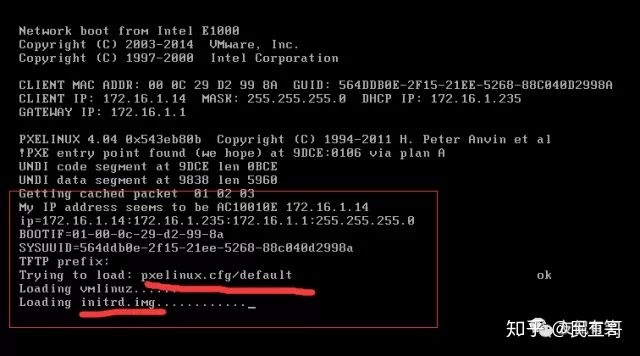 Network boot from Intel E1000
Copyright (C) 2003-2014  VMware, Inc.
Copyright (C) 1997-2000  Intel Corporation
CLIENT MAC ADDR: 00 0C 29 D2 99 8A  GUID: 564DDB0E-2F15-21EE-5268-88C040D2998A
CLIENT IP: 172.16.1.14  MASK: 255.255.255.0  DHCP IP: 172.16.1.235
GATEWAY IP: 172.16.1.1
PXELINUX 4.04 0x543eb80b  Copyright (C) 1994-2011 H. Peter Anvin et al
!PXE entry point found (we hope) at 9DCE:0106 via plan A
UNDI code segment at 9DCE len 0BCE
UNDI data segment at 9838 len 5960
Getting cached packet  01 02 03
My IP address seems to be AC10010E 172.16.1.14
ip=172.16.1.14:172.16.1.235:172.16.1.1:255.255.255.0
BOOTIF=01-00-0c-29-d2-99-8a
SYSUUID=564ddb0e-2f15-21ee-5268-88c040d2998a
TFTP prefix:
Trying to load: pxelinux.cfg/default ok
Loading vmlinuz......
Loading initrd.img............_
知乎 @民工哥